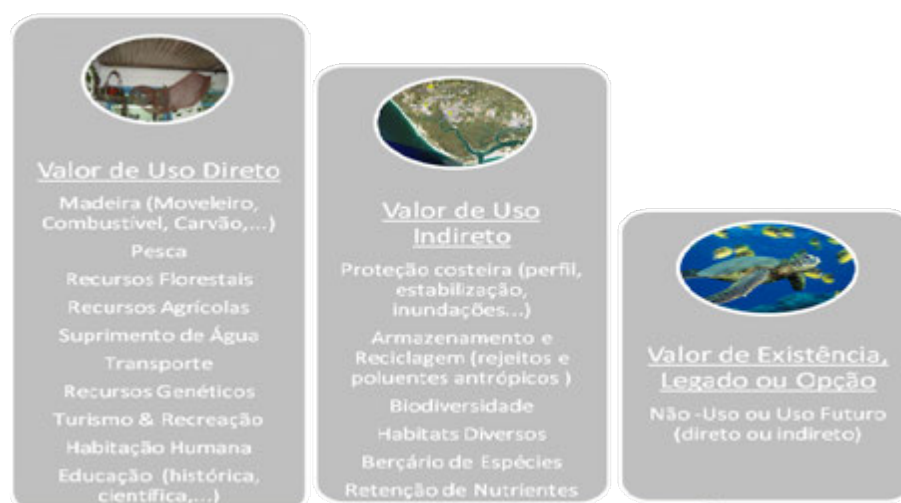 Valor de Uso Direto
Madeira (Moveleiro,
Combustível, Carvão,...)
Pesca
Recursos Florestais
Recursos Agrícolas
Suprimento de Água
Transporte
Recursos Genéticos
Turismo & Recreação
Habitação Humana
Educação (histórica,
científica,...)
Valor de Uso
Indireto
Proteção costeira (perfil,
estabilização,
inundações...)
Armazenamento e
Reciclagem (rejeitos e
poluentes antrópicos )
Biodiversidade
Habitats Diversos
Berçário de Espécies
Retenção de Nutrientes
Valor de Existência,
Legado ou Opção
Não -Uso ou Uso Futuro
(direto ou indireto)